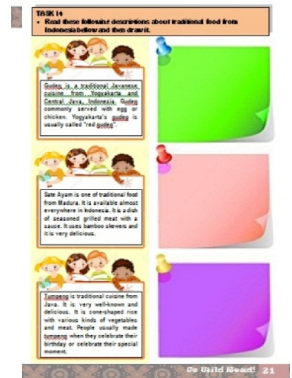 TASK 14
• Read these following descriptions about traditional food from
Indonesia bellow and then draw it.
Gudeg is a traditional Javanese
cuisine from Yogyakarta and
Central Java, Indonesia. Gudeg
commonly served with egg or
chicken. Yogyakarta's gudeg is
usually called "red gudeg".
Sate Ayam is one of traditional food
from Madura. It is available almost
everywhere in Indonesia. It is a dish
of seasoned grilled meat with a
sauce. It uses bamboo skewers and
it is very delicious.
Tumpeng is traditional cuisine from
Java. It is very well-known and
delicious. It is cone-shaped rice
with various kinds of vegetables
and meat. People usually made
tumpeng when they celebrate their
birthday or celebrate their special
moment.
21